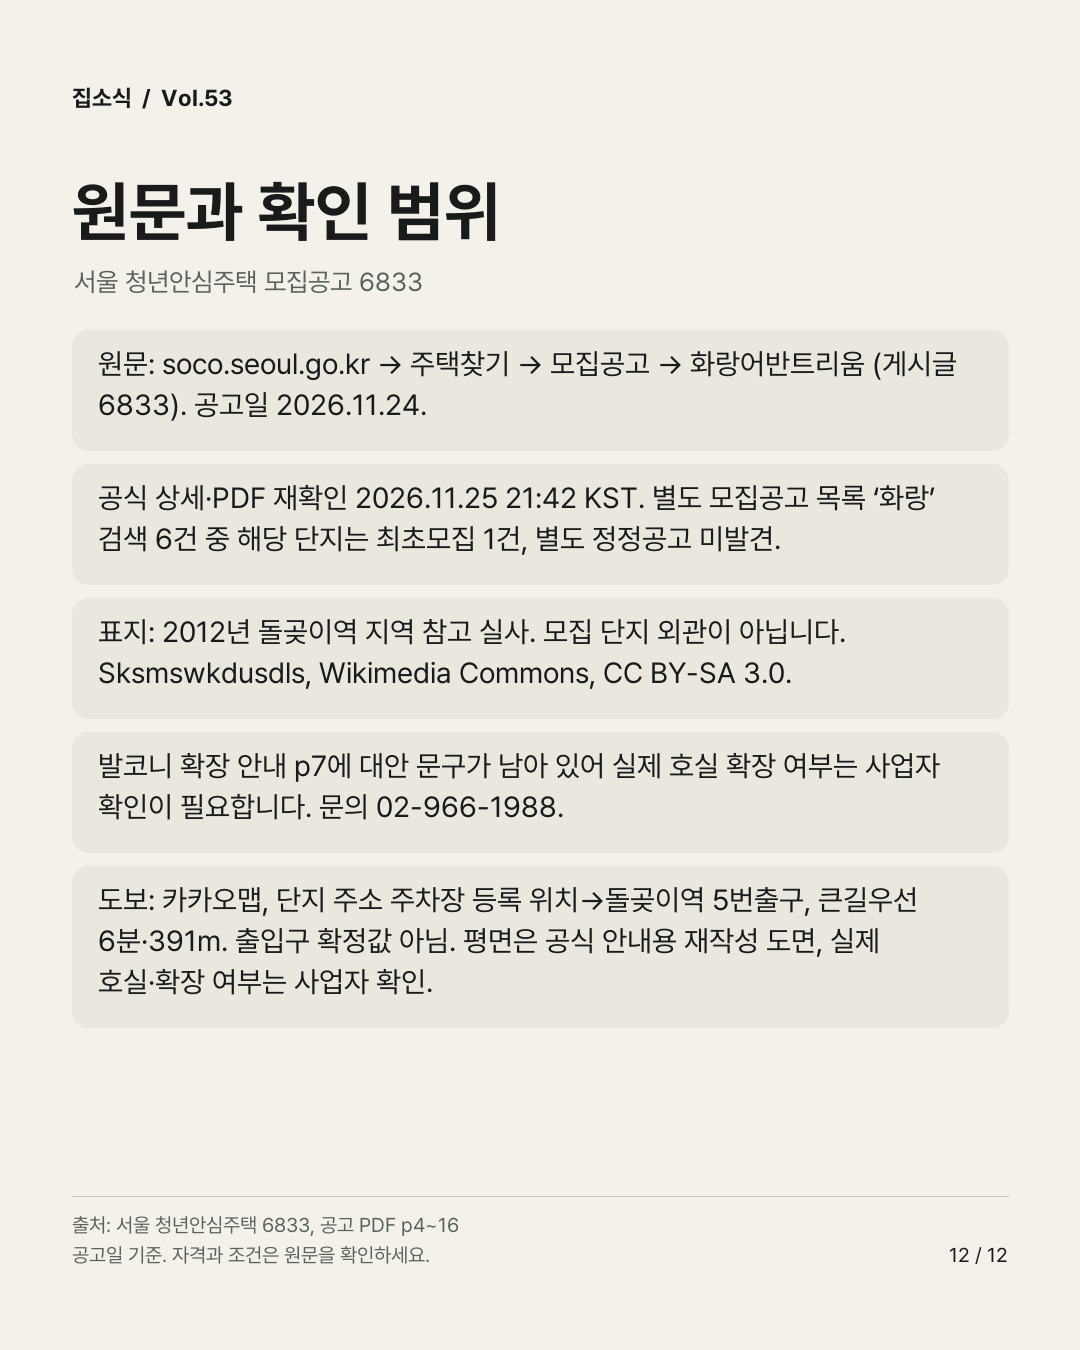 집소식 / Vol.53
원문과 확인 범위
서울 청년안심주택 모집공고 6833
원문: soco.seoul.go.kr → 주택찾기 → 모집공고 → 화랑어반트리움 (게시글
6833). 공고일 2026.11.24.
공식 상세·PDF 재확인 2026.11.25 21:42 KST. 별도 모집공고 목록 ‘화랑’
검색 6건 중 해당 단지는 최초모집 1건, 별도 정정공고 미발견.
표지: 2012년 돌곶이역 지역 참고 실사. 모집 단지 외관이 아닙니다.
Sksmswkdusdls, Wikimedia Commons, CC BY-SA 3.0.
발코니 확장 안내 p7에 대안 문구가 남아 있어 실제 호실 확장 여부는 사업자
확인이 필요합니다. 문의 02-966-1988.
도보: 카카오맵, 단지 주소 주차장 등록 위치→돌곶이역 5번출구, 큰길우선
6분·391m. 출입구 확정값 아님. 평면은 공식 안내용 재작성 도면, 실제
호실·확장 여부는 사업자 확인.
출처: 서울 청년안심주택 6833, 공고 PDF p4~16
공고일 기준. 자격과 조건은 원문을 확인하세요.
12 / 12